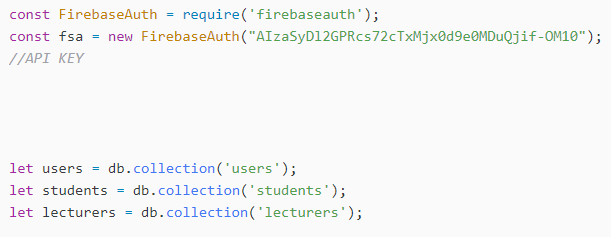 const FirebaseAuth = require('firebaseauth');
const fsa = new FirebaseAuth("AIzaSyDl2GPRcs72cTxMjx0d9e0MDuQjif-OM10");
//API KEY
let users = db.collection('users');
let students = db.collection('students');
let lecturers = db.collection('lecturers');